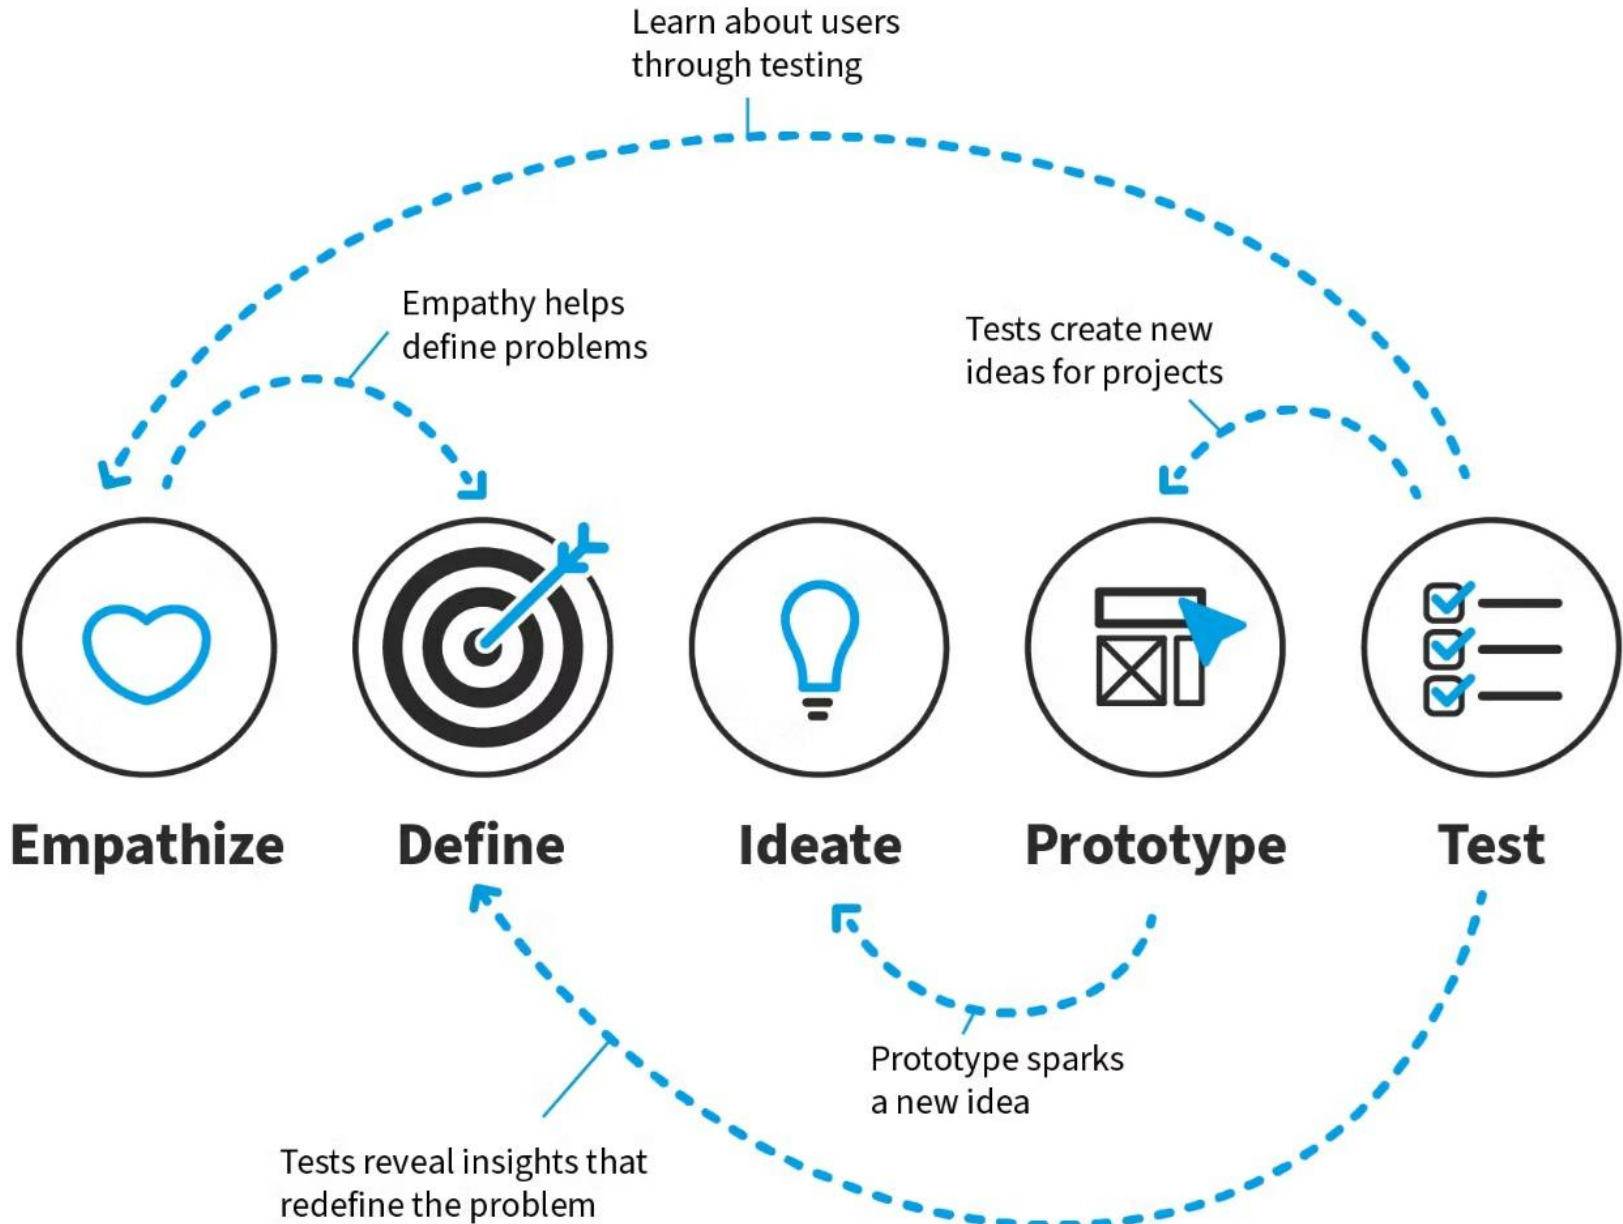 Learn about users
through testing
Empathy helps
define problems
Tests create new
ideas for projects
Empathize
Define
Ideate
Prototype
Test
Prototype sparks
a new idea
Tests reveal insights that
redefine the problem